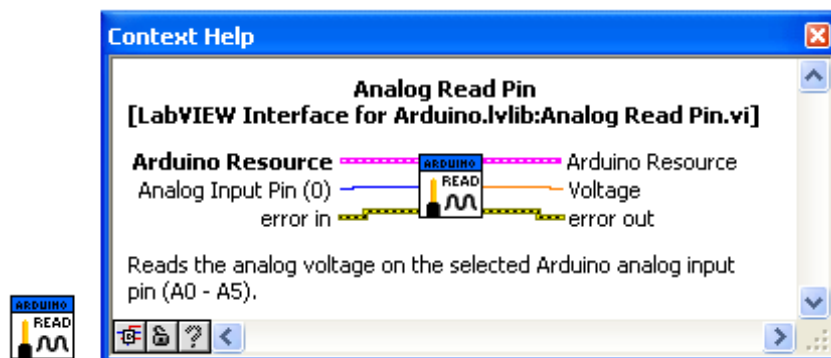 Context Help
Analog Read Pin
[LabVIEW Interface for Arduino.lvlib:Analog Read Pin.vi]
Arduino Resource ARDUINO Arduino Resource
Analog Input Pin (0) READ Voltage
error in error out
Reads the analog voltage on the selected Arduino analog input
pin (A0 - A5).
ARDUINO
READ
?